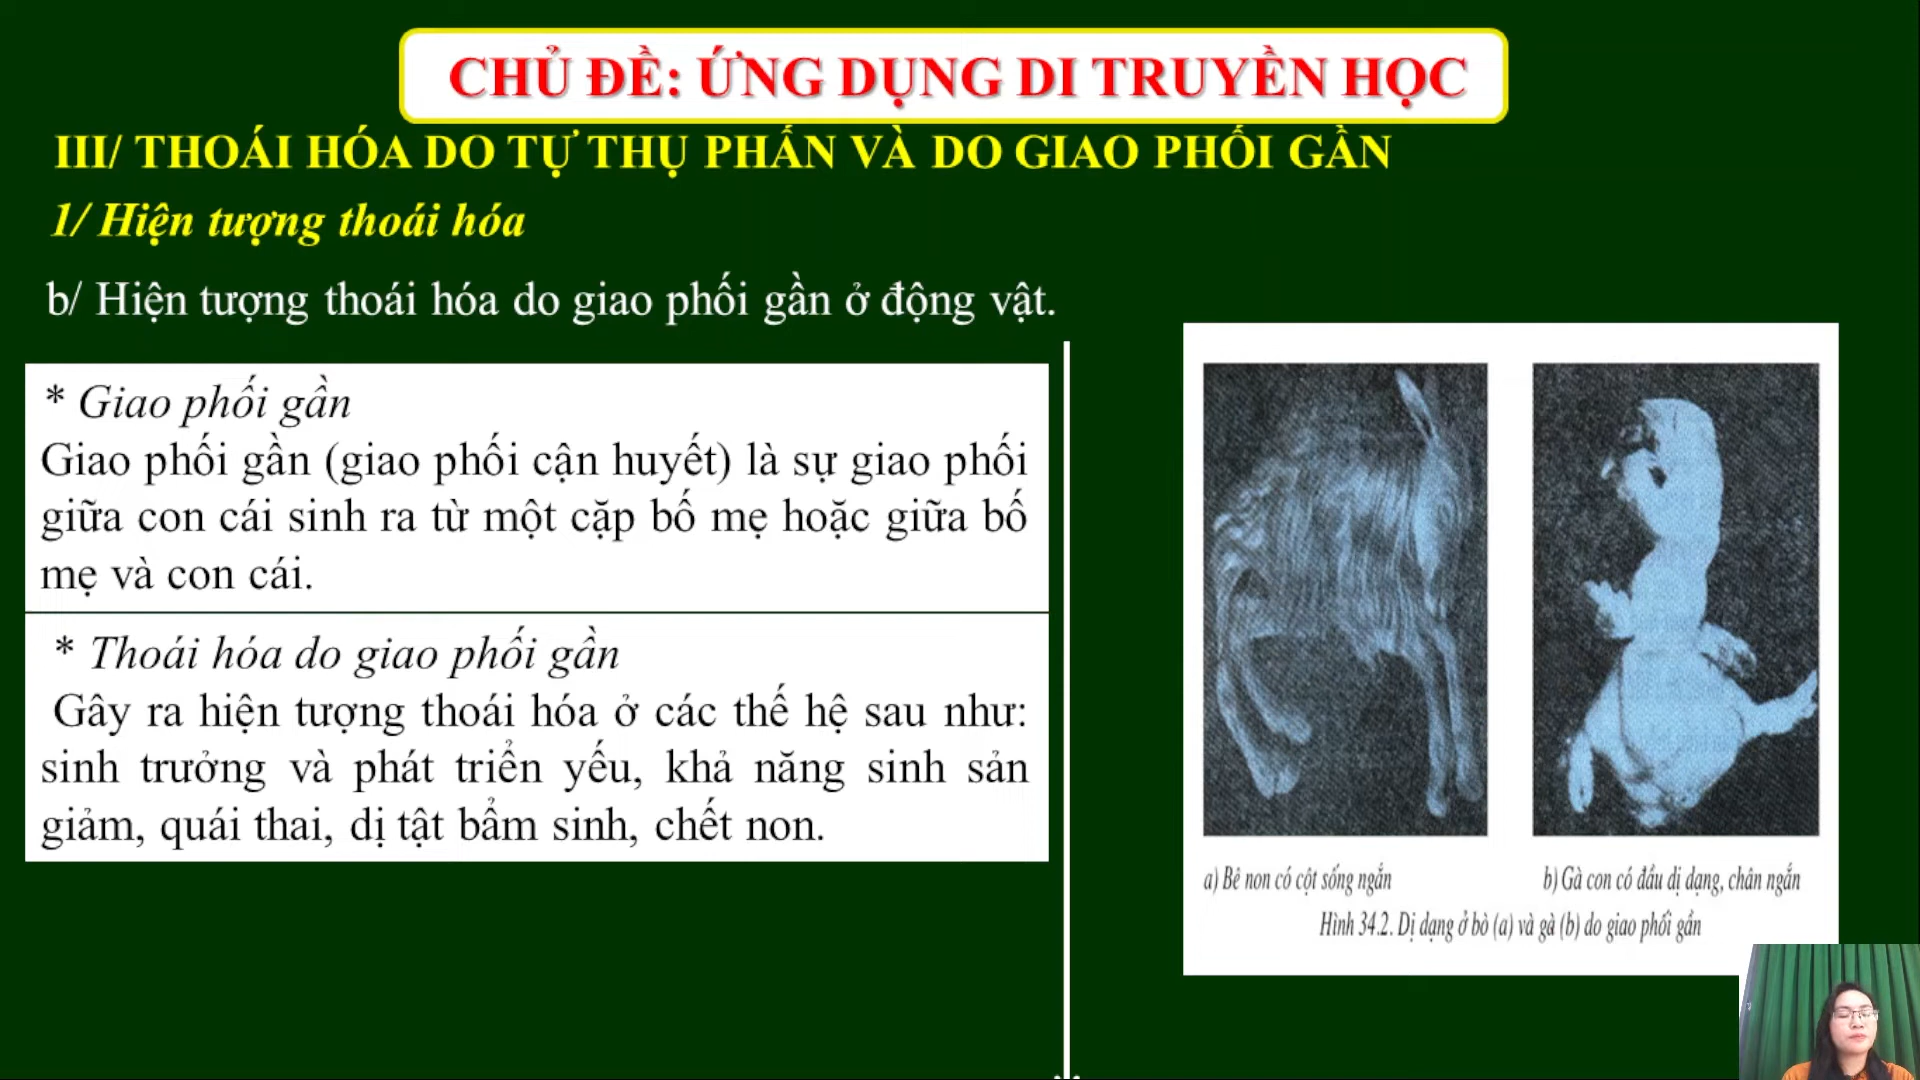 CHỦ ĐỀ: ỨNG DỤNG DI TRUYỀN HỌC
III/ THOÁI HÓA DO TỰ THỤ PHẤN VÀ DO GIAO PHỐI GẦN
1/ Hiện tượng thoái hóa
b/ Hiện tượng thoái hóa do giao phối gần ở động vật.
* Giao phối gần
Giao phối gần (giao phối cận huyết) là sự giao phối
giữa con cái sinh ra từ một cặp bố mẹ hoặc giữa bố
mẹ và con cái.
* Thoái hóa do giao phối gần
Gây ra hiện tượng thoái hóa ở các thế hệ sau như:
sinh trưởng và phát triển yếu, khả năng sinh sản
giảm, quái thai, dị tật bẩm sinh, chết non.
a) Bê non có cột sống ngắn
b) Gà con có đầu dị dạng, chân ngắn
Hình 34.2. Dị dạng ở bò (a) và gà (b) do giao phối gần